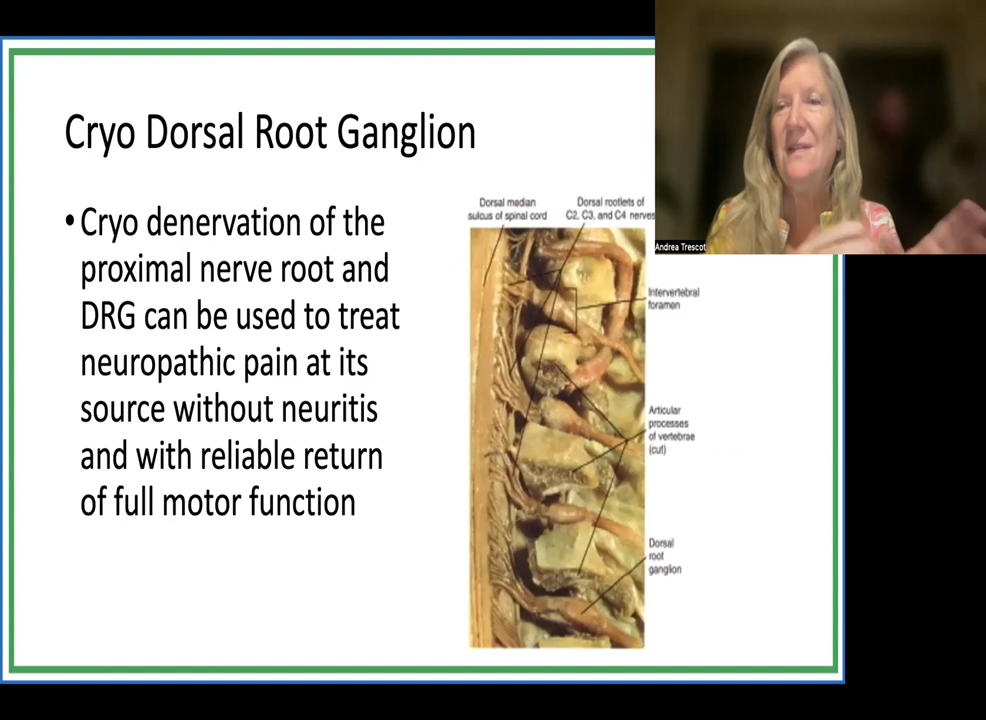 Cryo Dorsal Root Ganglion
• Cryo denervation of the
proximal nerve root and
DRG can be used to treat
neuropathic pain at its
source without neuritis
and with reliable return
of full motor function
Dorsal median
sulcus of spinal cord
Dorsal rootlets of
C2, C3, and C4 nerves
Intervertebral
foramen
Articular
processes
of vertebrae
(cut)
Dorsal
root
ganglion
Andrea Trescot